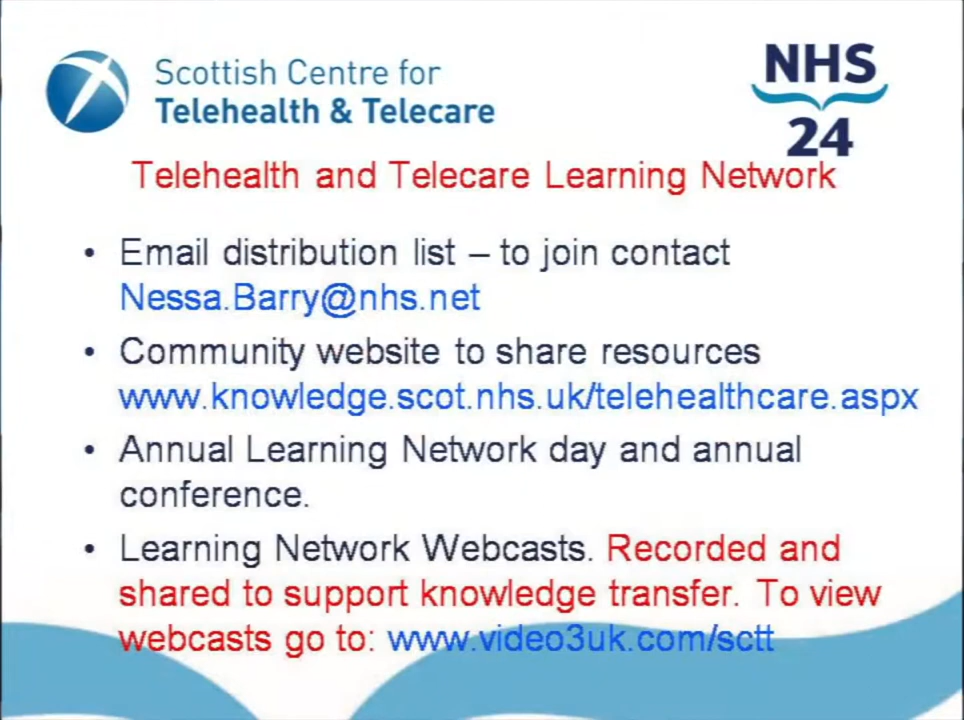 Scottish Centre for
Telehealth & Telecare
NHS
24
Telehealth and Telecare Learning Network
• Email distribution list – to join contact
Nessa.Barry@nhs.net
• Community website to share resources
www.knowledge.scot.nhs.uk/telehealthcare.aspx
• Annual Learning Network day and annual
conference.
• Learning Network Webcasts. Recorded and
shared to support knowledge transfer. To view
webcasts go to: www.video3uk.com/sctt